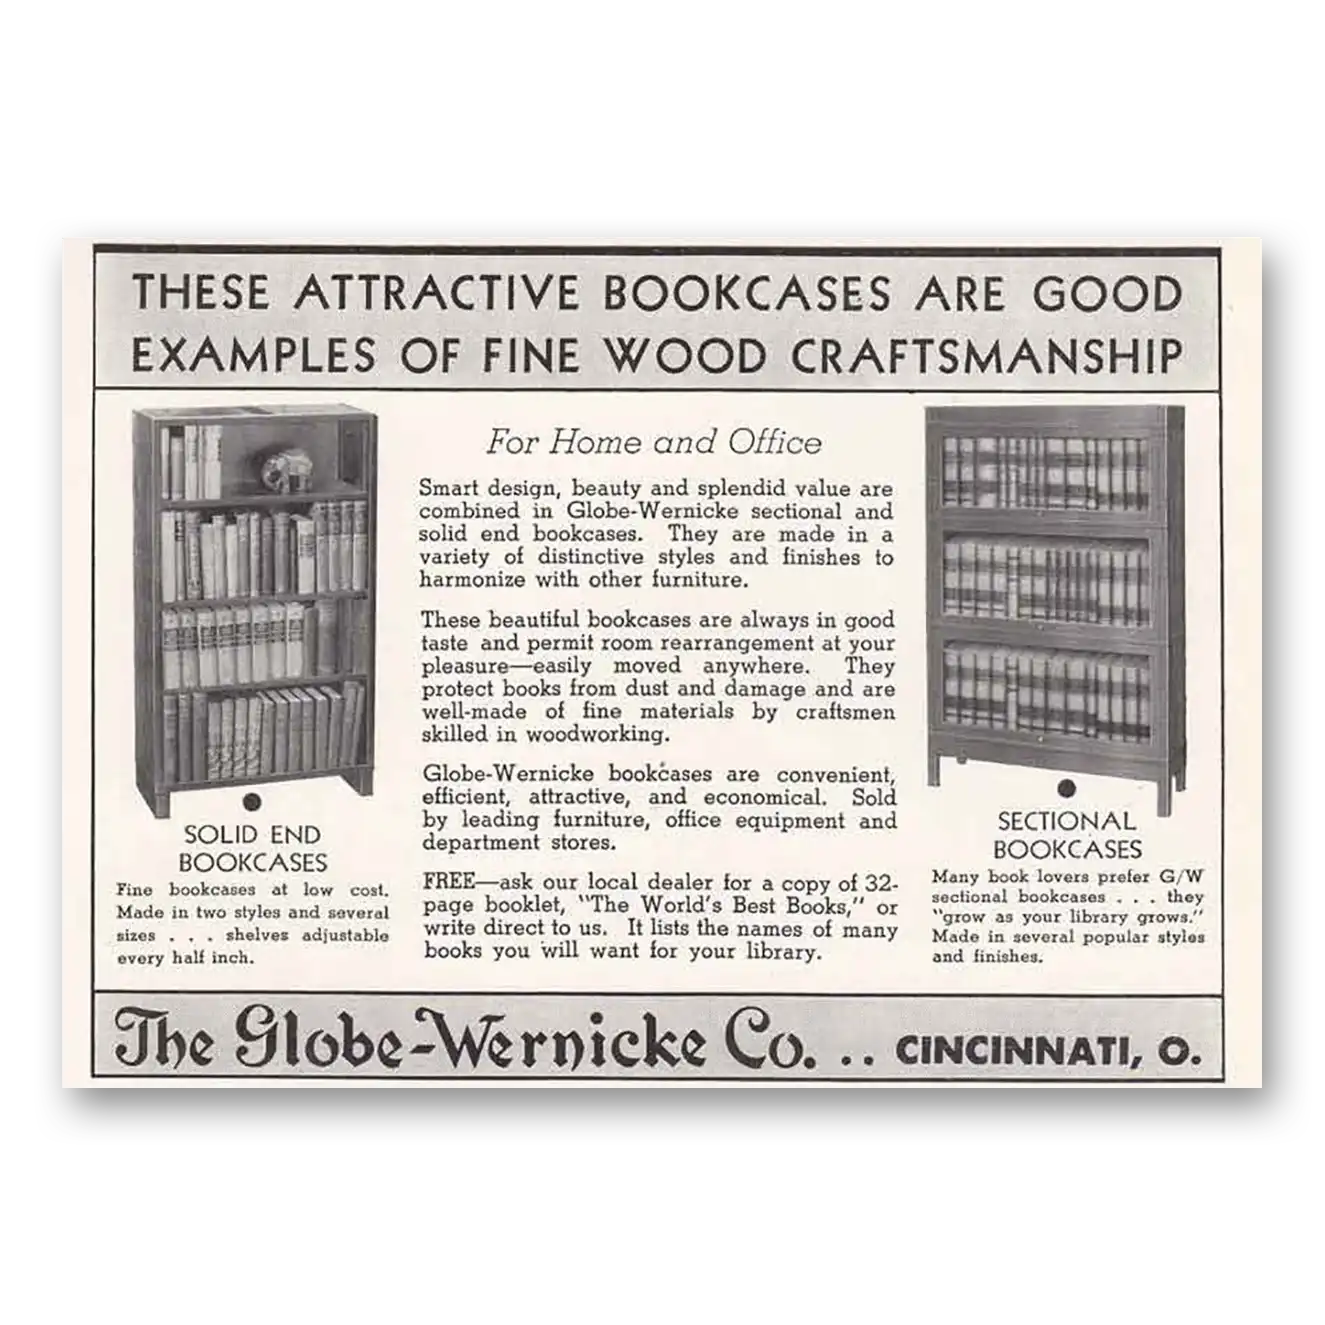 THESE ATTRACTIVE BOOKCASES ARE GOOD
EXAMPLES OF FINE WOOD CRAFTSMANSHIP
For Home and Office
Smart design, beauty and splendid value are
combined in Globe-Wernicke sectional and
solid end bookcases. They are made in a
variety of distinctive styles and finishes to
harmonize with other furniture.
These beautiful bookcases are always in good
taste and permit room rearrangement at your
pleasure—easily moved anywhere. They
protect books from dust and damage and are
well-made of fine materials by craftsmen
skilled in woodworking.
Globe-Wernicke bookcases are convenient,
efficient, attractive, and economical. Sold
by leading furniture, office equipment and
department stores.
FREE—ask our local dealer for a copy of 32-
page booklet, "The World's Best Books," or
write direct to us. It lists the names of many
books you will want for your library.
SOLID END
BOOKCASES
Fine bookcases at low cost.
Made in two styles and several
sizes . . . shelves adjustable
every half inch.
SECTIONAL
BOOKCASES
Many book lovers prefer G/W
sectional bookcases . . . they
"grow as your library grows."
Made in several popular styles
and finishes.
The Globe-Wernicke Co. . . CINCINNATI, O.